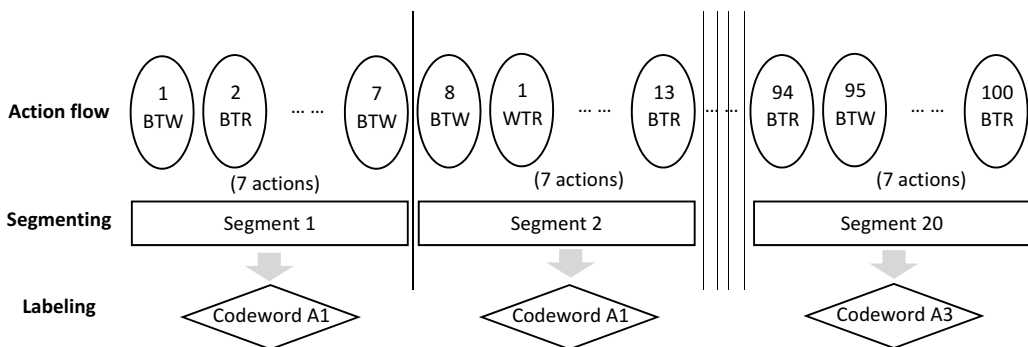 Action flow
1
BTW
2
BTR
... ...
7
BTW
8
BTW
1
WTR
... ...
13
BTR
... ...
94
BTR
95
BTW
... ...
100
BTR
(7 actions)
(7 actions)
(7 actions)
Segmenting
Segment 1
Segment 2
Segment 20
Labeling
Codeword A1
Codeword A1
Codeword A3